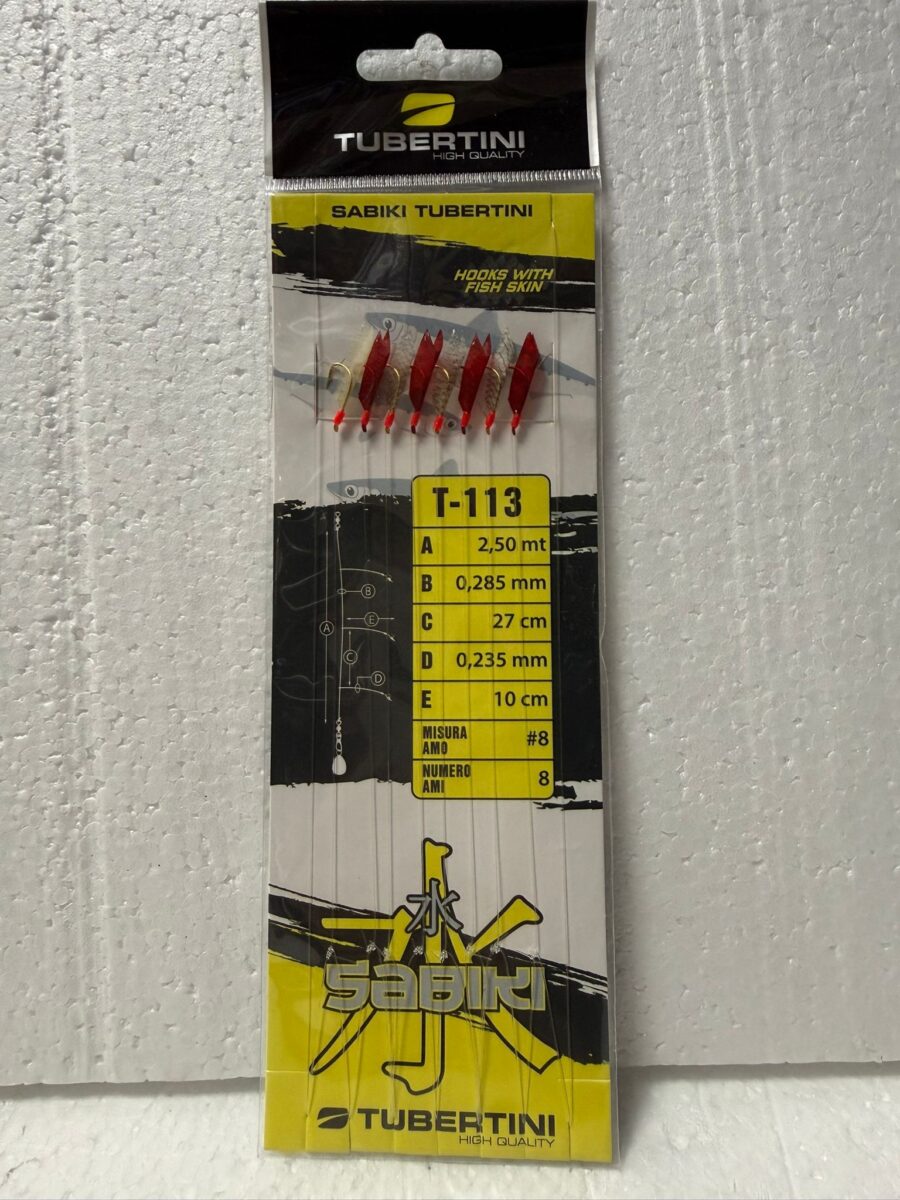 TUBERTINI
HIGH QUALITY
SABIKI TUBERTINI
HOOKS WITH
FISH SKIN
T-113
A 2,50 mt
B 0,285 mm
C 27 cm
D 0,235 mm
E 10 cm
MISURA
AMO #8
NUMERO
AMI 8
B
E
A
C
D
水
水
SABIKI
TUBERTINI
HIGH QUALITY